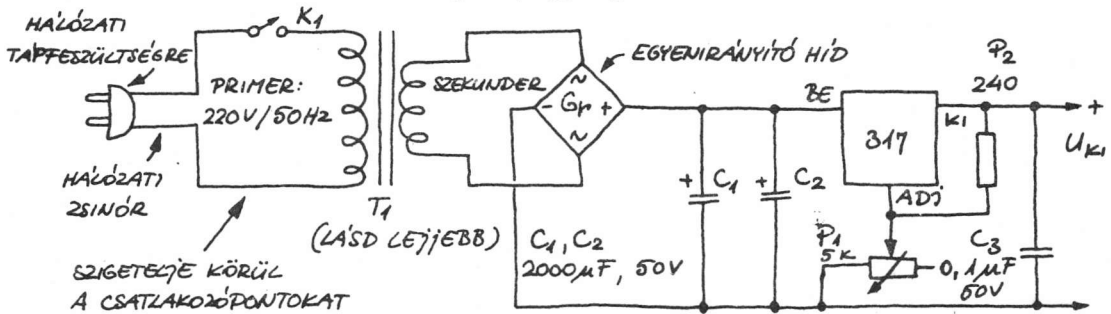 HÁLÓZATI
TÁPFESZÜLTSÉGRE
K1
PRIMER:
220V/50Hz
HÁLÓZATI
ZSINÓR
SZIGETELJE KÖRÜL
A CSATLAKOZÓPONTOKAT
T1
(LÁSD LEJJEBB)
SZEKUNDER
EGYENIRÁNYÍTÓ HÍD
~
- Gr +
~
C1, C2
2000µF, 50V
+ C1
+ C2
BE
317
KI
ADJ
P2
240
+
UKI
P1
5K
C3
0,1µF
50V
-